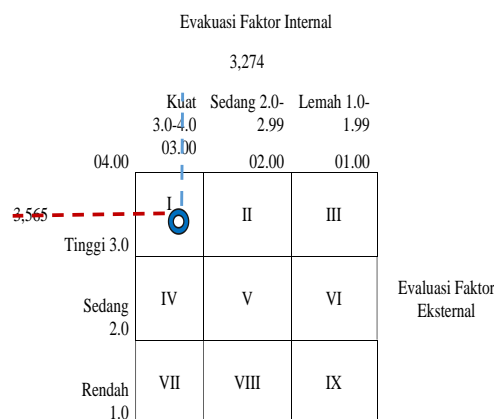 Evakuasi Faktor Internal
3,274
Kuat Sedang 2.0- Lemah 1.0-
3.0-4.0 2.99 1.99
03.00
04.00 02.00 01.00
I II III
3,565
Tinggi 3.0
Sedang IV V VI Evaluasi Faktor
2.0 Eksternal
Rendah VII VIII IX
1.0